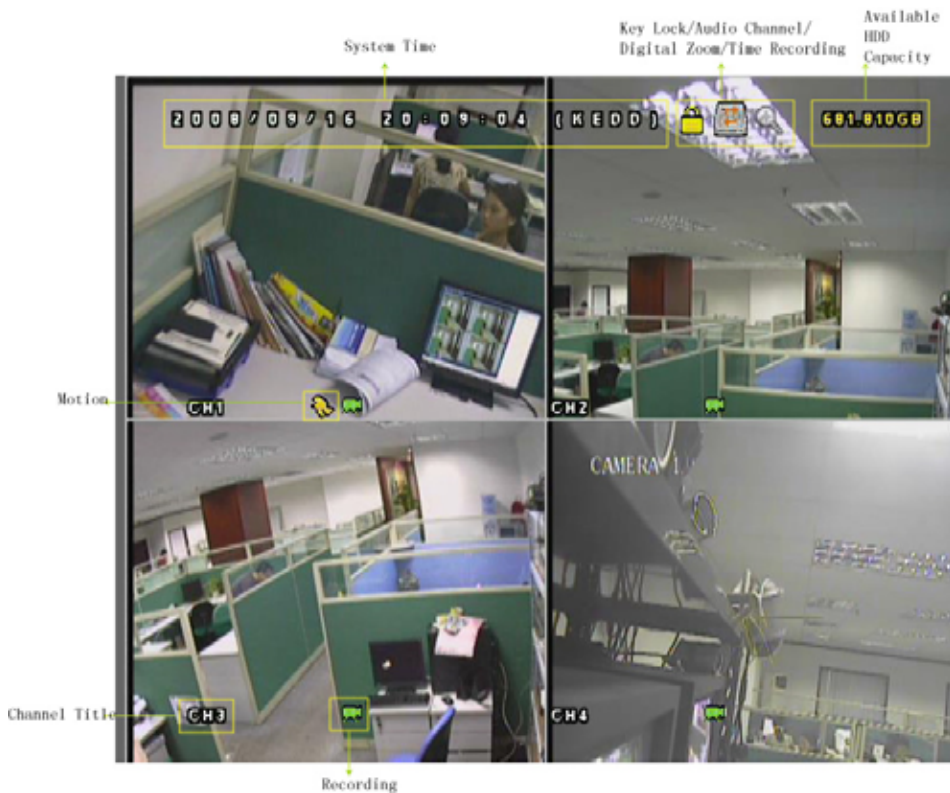 System Time
Key Lock/Audio Channel/
Digital Zoom/Time Recording
Available
HDD
Capacity
2008/09/16 20:09:04 (KEDD)
681.810GB
Motion
CH1
CH2
CAMERA 1
Channel Title
CH3
CH4
Recording